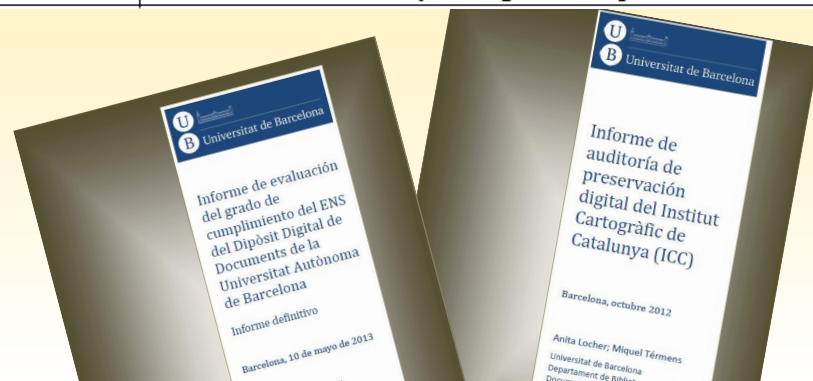 U
B Universitat de Barcelona
Informe de evaluación
del grado de
cumplimiento del ENS
del Dipòsit Digital de
Documents de la
Universitat Autònoma
de Barcelona
Informe definitivo
Barcelona, 10 de mayo de 2013
U
B Universitat de Barcelona
Informe de
auditoría de
preservación
digital del Institut
Cartogràfic de
Catalunya (ICC)
Barcelona, octubre 2012
Anita Locher; Miquel Térmens
Universitat de Barcelona
Departament de